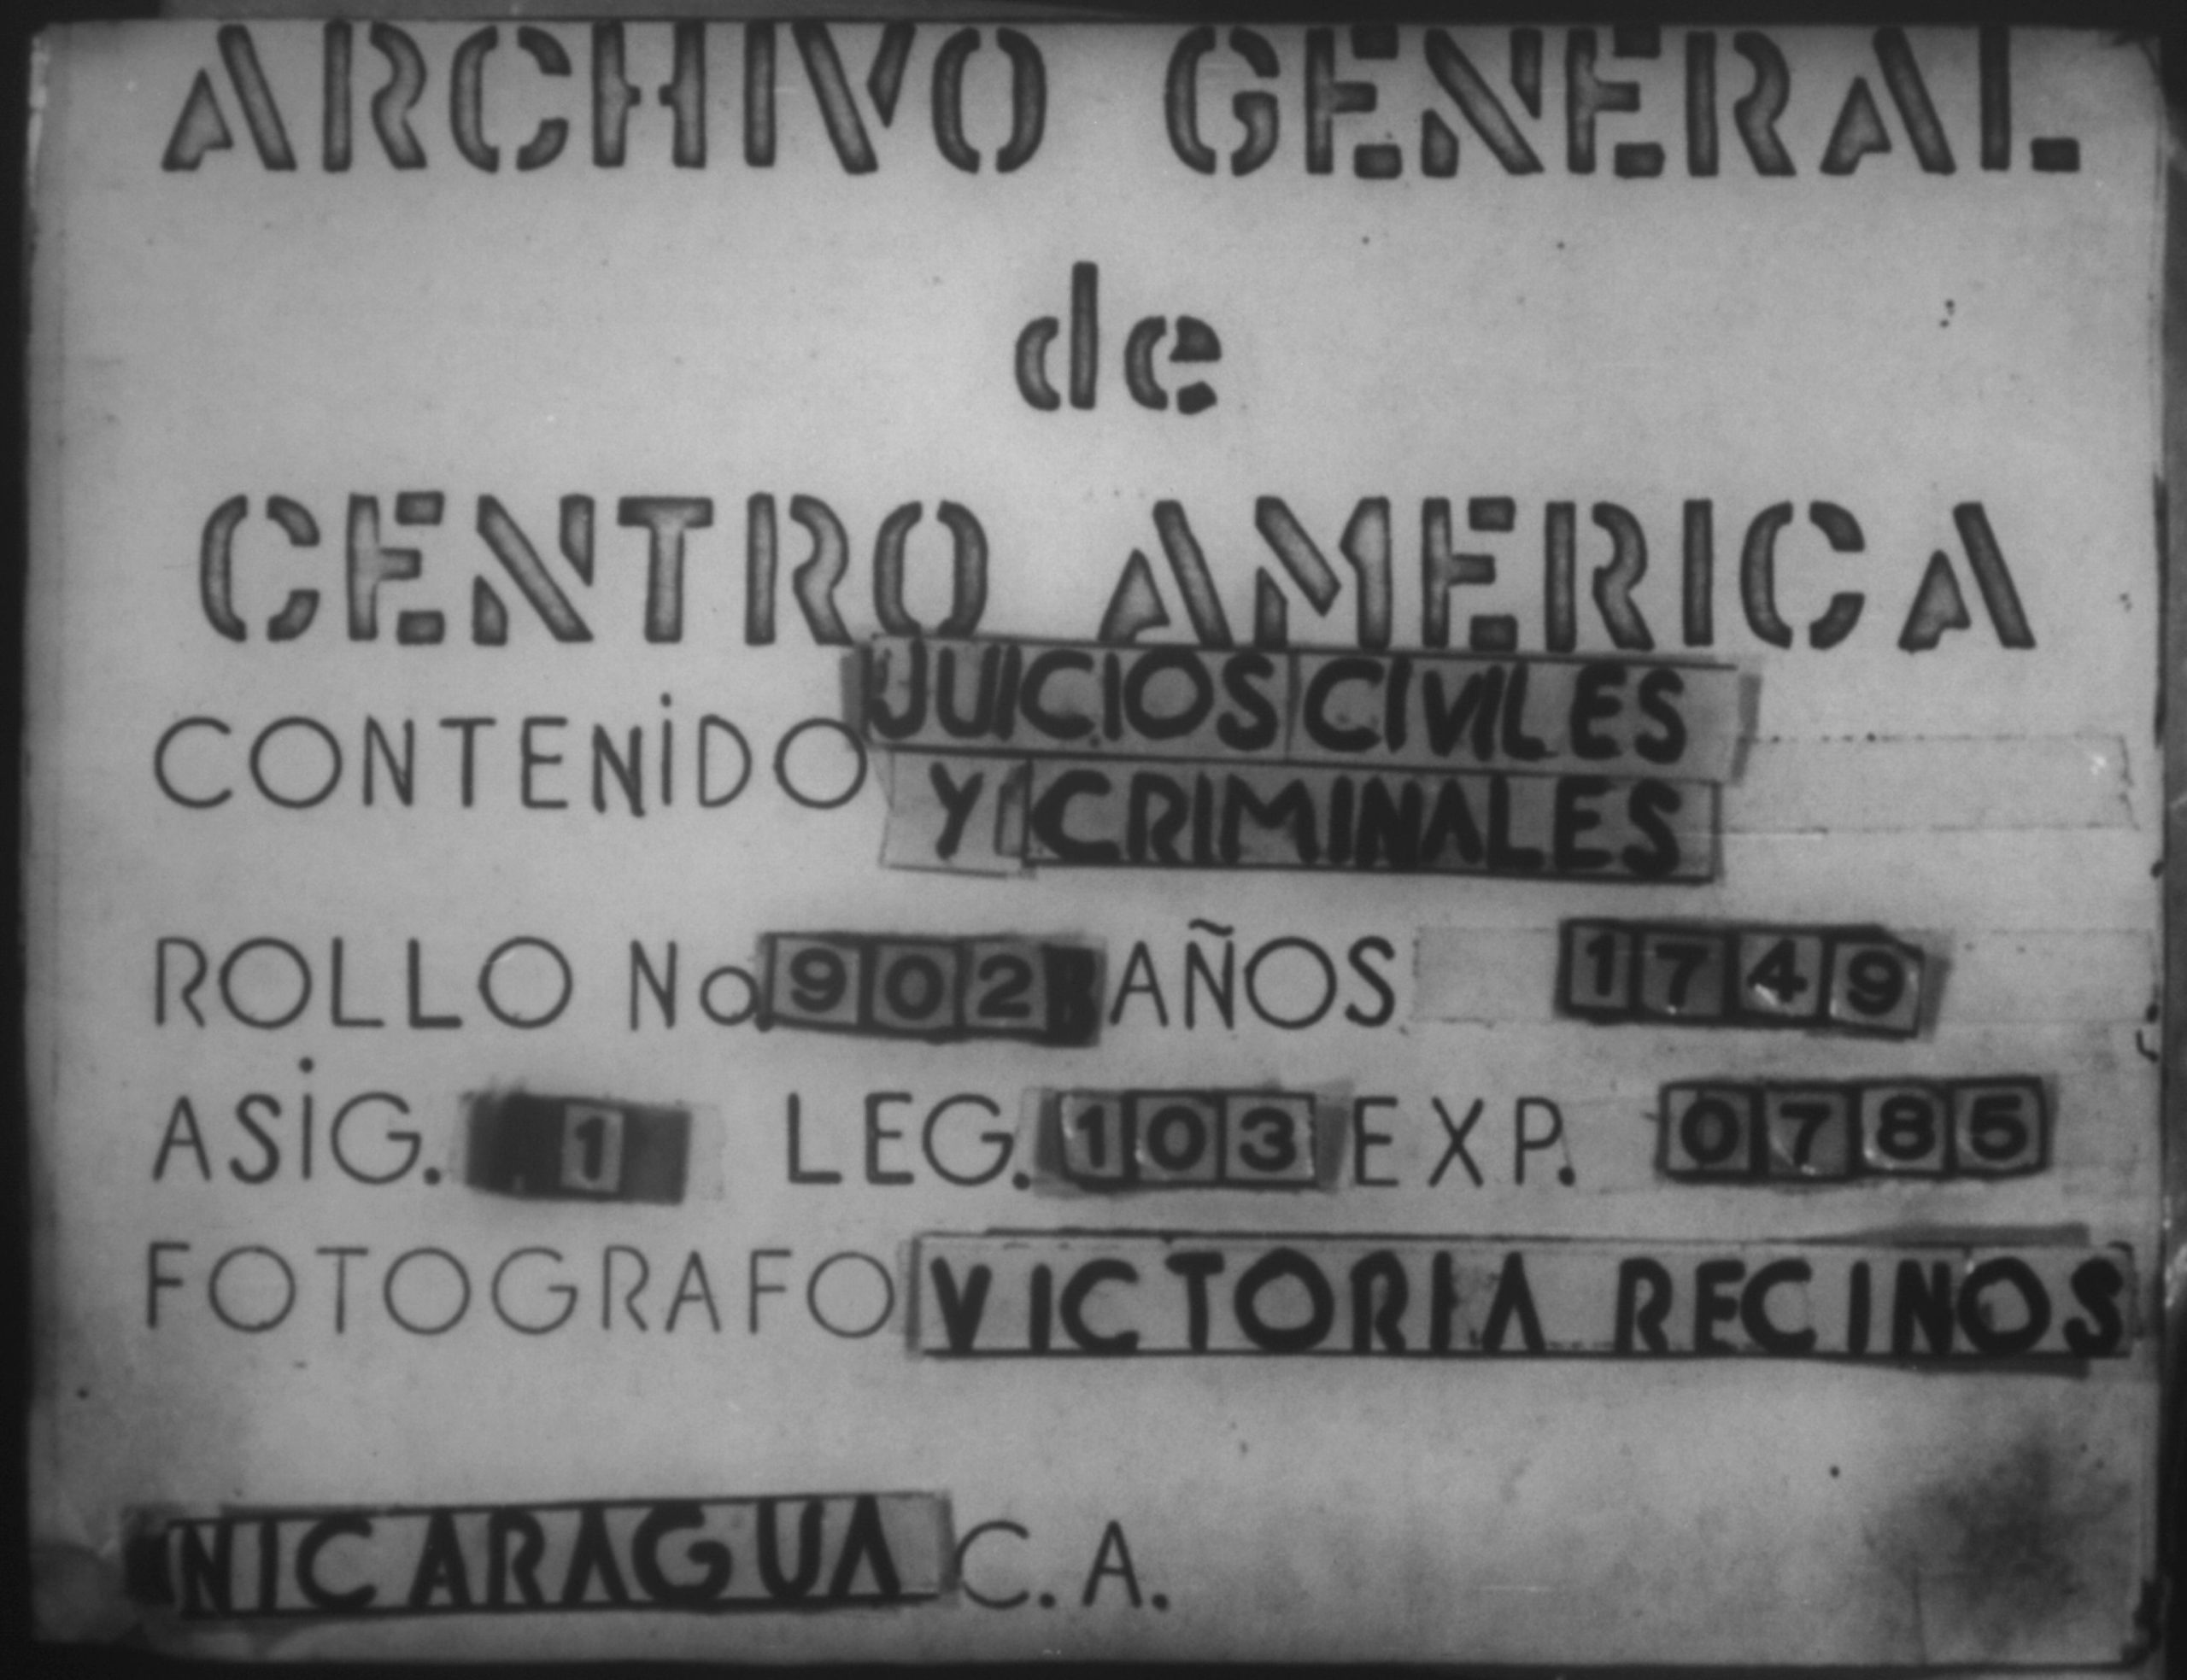 ARCHIVO GENERAL
de
CENTRO AMERICA
CONTENIDO JUICIOS CIVILES
Y CRIMINALES
ROLLO No. 902 AÑOS 1749
ASIG. 1 LEG. 103 EXP. 0785
FOTOGRAFO VICTORIA RECINOS
NICARAGUA C.A.